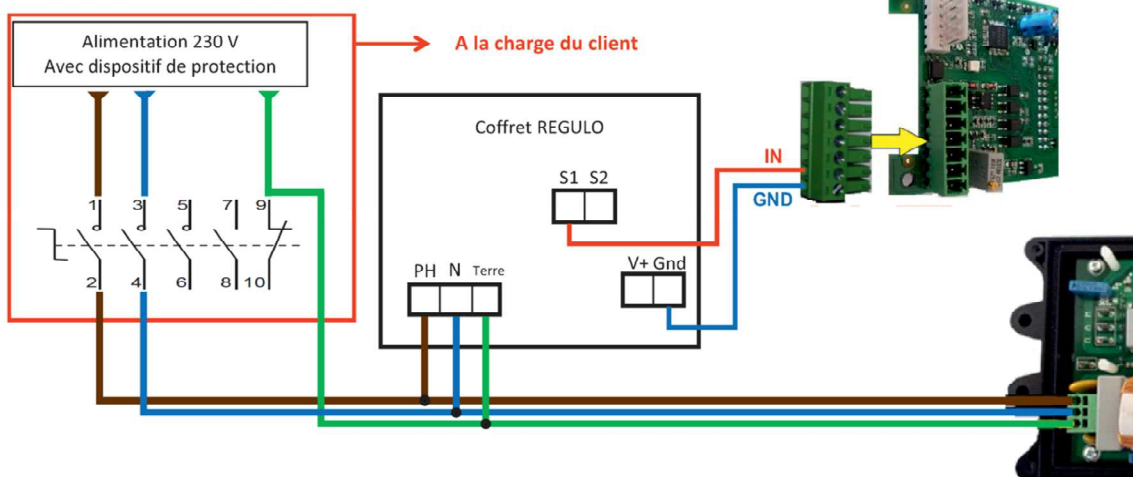 Alimentation 230 V
Avec dispositif de protection
A la charge du client
Coffret REGULO
IN
GND
S1 S2
1 3 5 7 9
V+ Gnd
PH N Terre
2 4 6 8 10